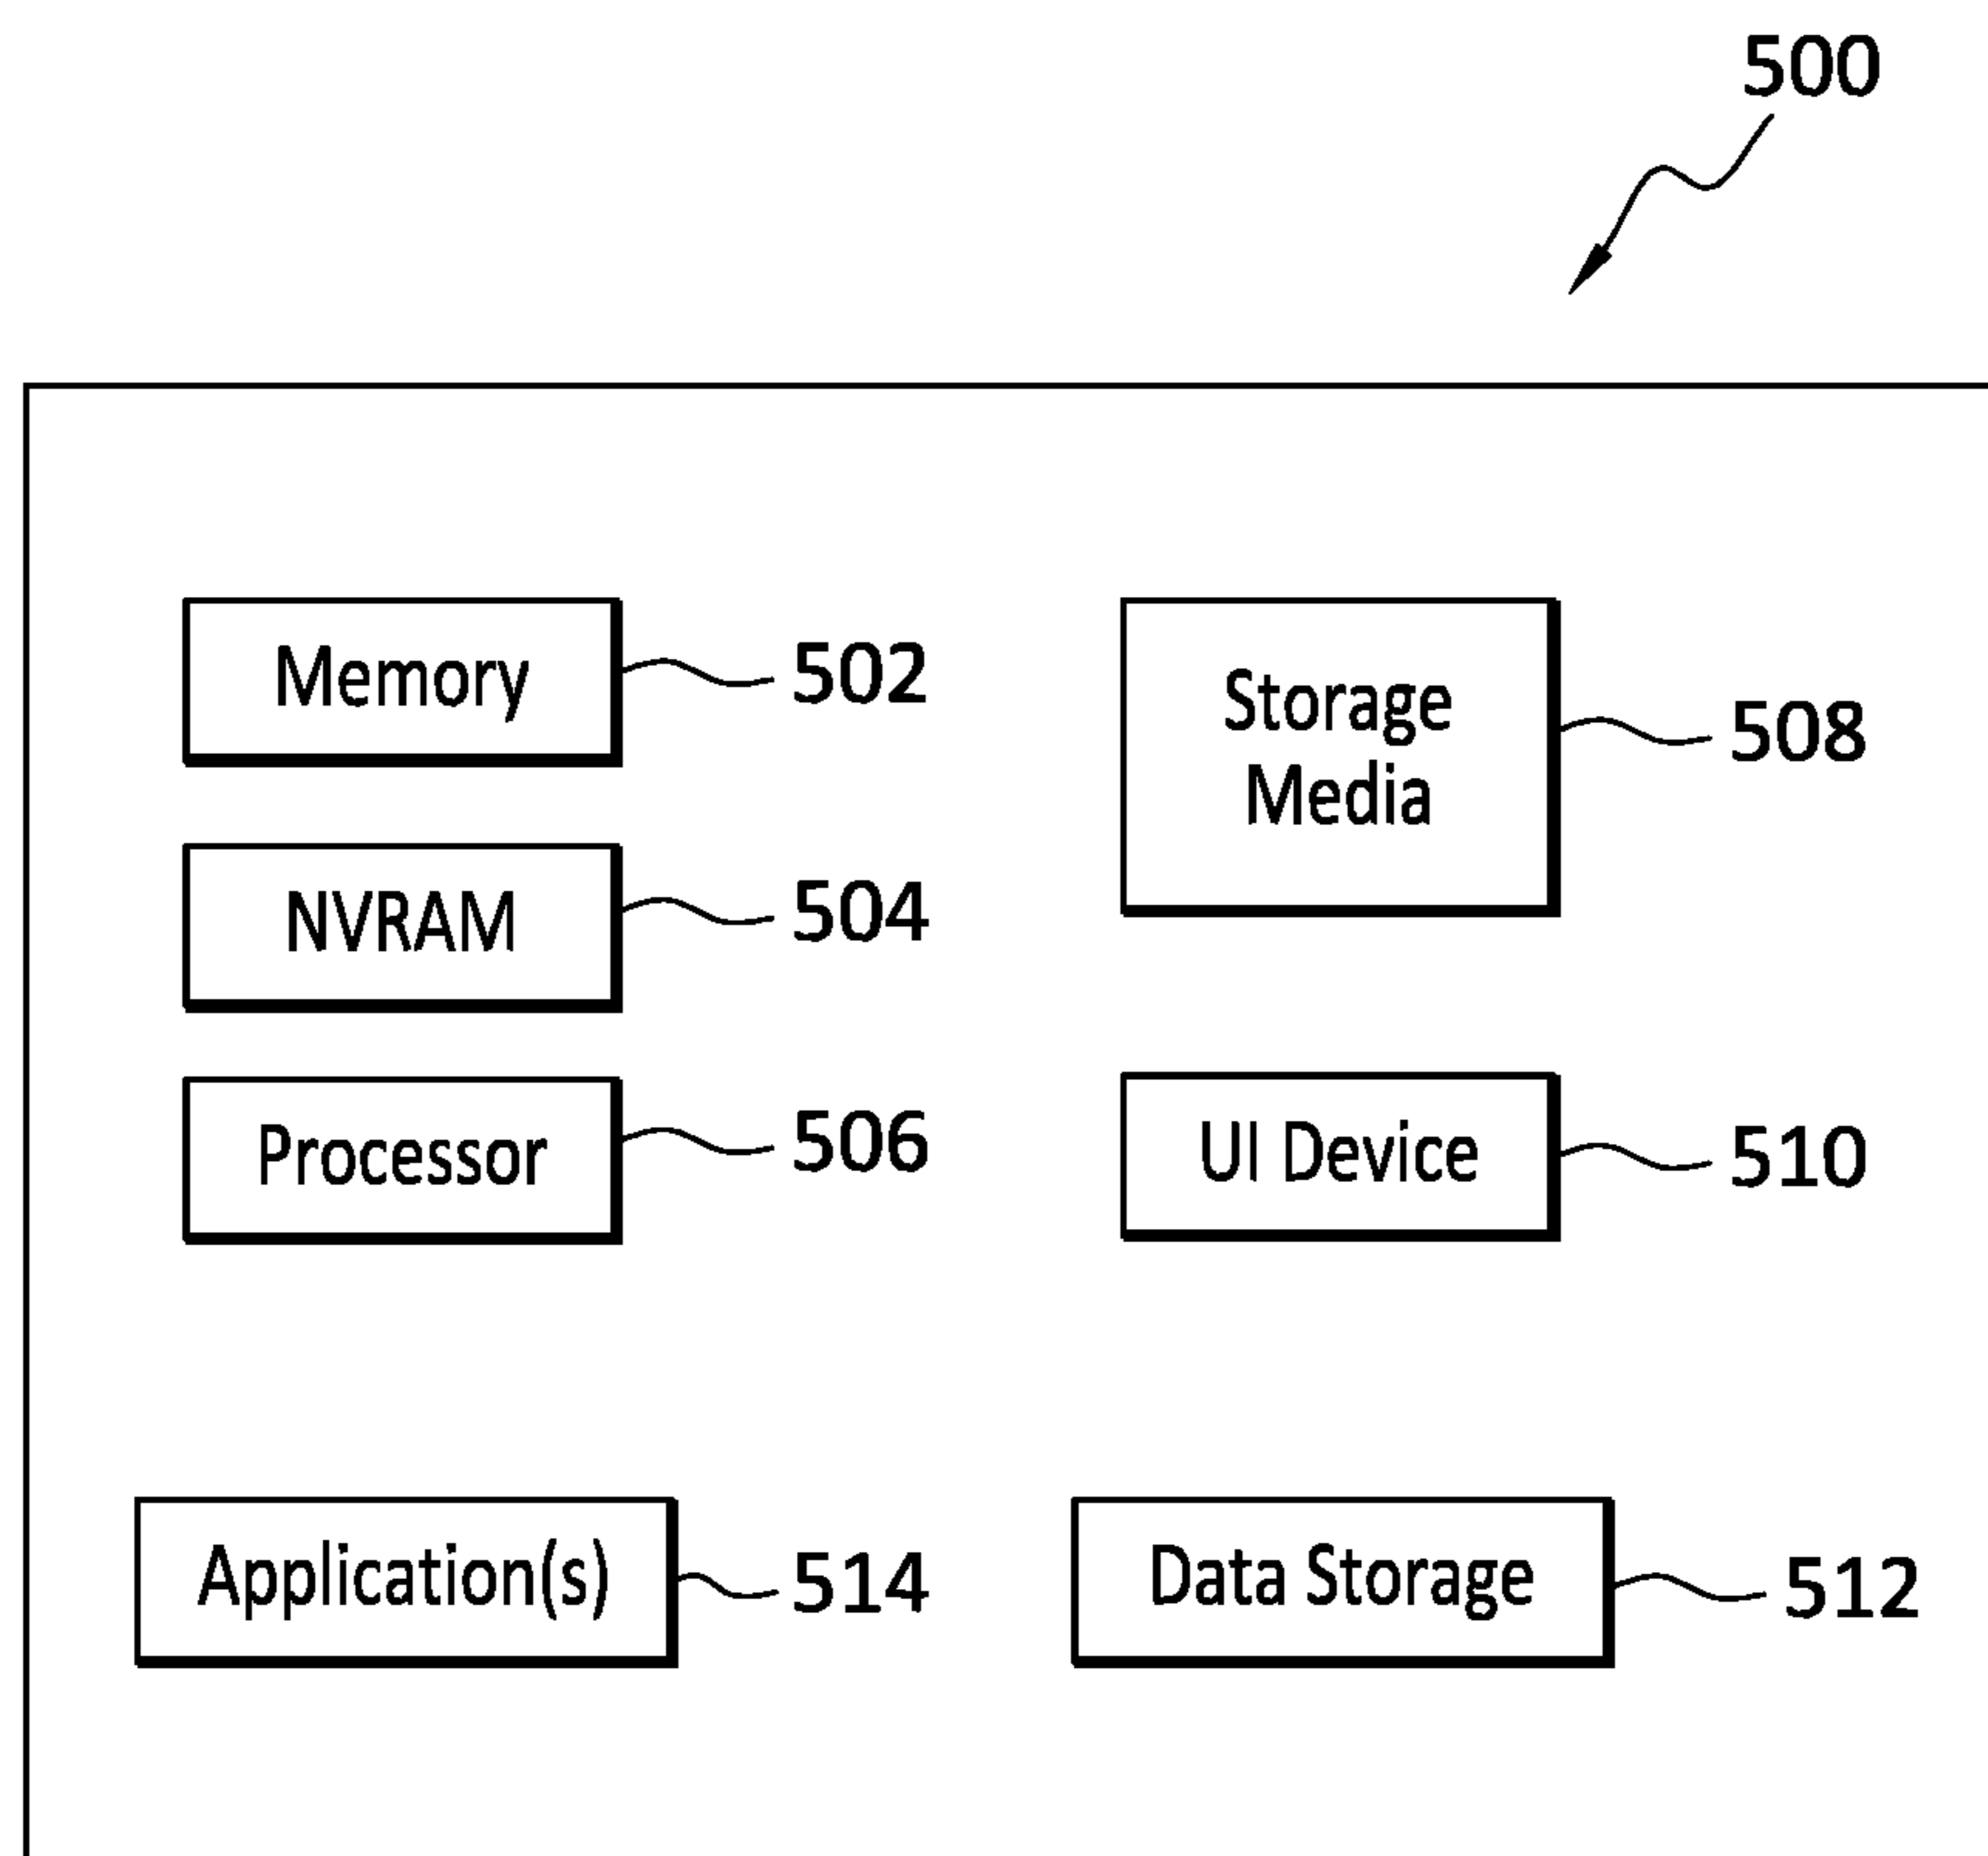 500
Memory 502
Storage
Media
508
NVRAM 504
Processor 506
UI Device 510
Application(s) 514
Data Storage 512